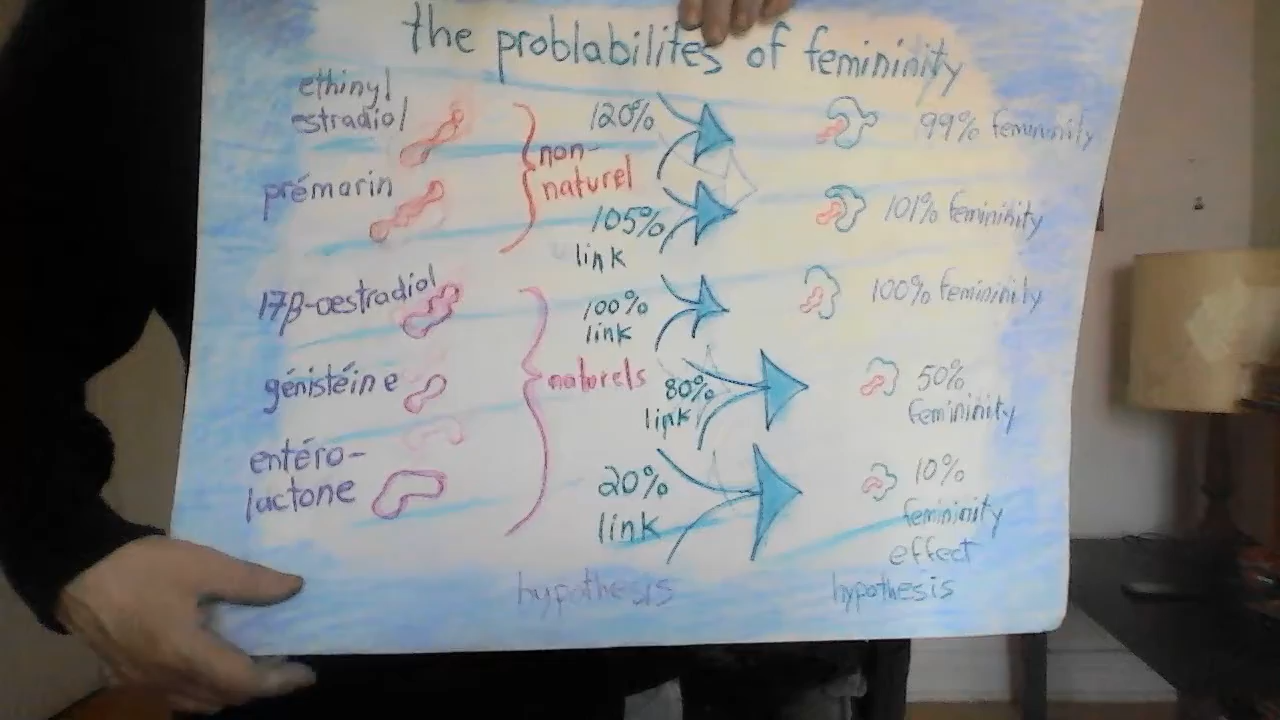 the problabilites of femininity
ethinyl
estradiol
120%
99% femininity
non-
naturel
prémarin
105%
link
101% femininity
17β-oestradiol
100%
link
100% femininity
génistéine
naturels
80%
link
50%
femininity
entéro-
lactone
20%
link
10%
femininity
effect
hypothesis
hypothesis